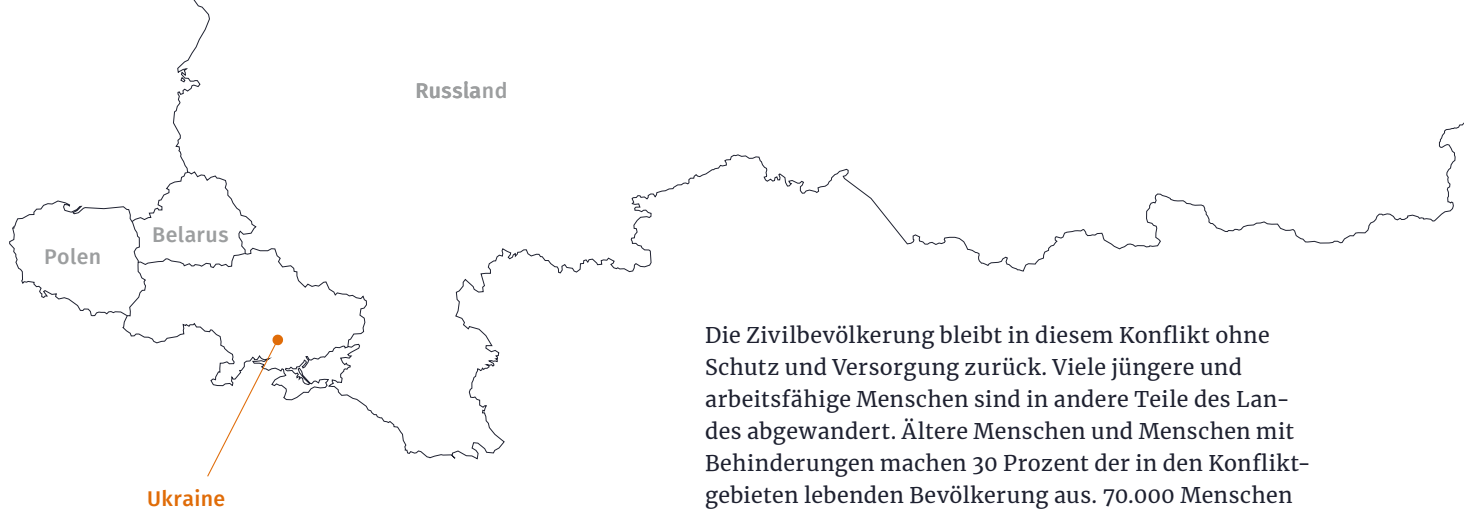 Russland
Belarus
Polen
Ukraine
Die Zivilbevölkerung bleibt in diesem Konflikt ohne
Schutz und Versorgung zurück. Viele jüngere und
arbeitsfähige Menschen sind in andere Teile des Lan-
des abgewandert. Ältere Menschen und Menschen mit
Behinderungen machen 30 Prozent der in den Konflikt-
gebieten lebenden Bevölkerung aus. 70.000 Menschen